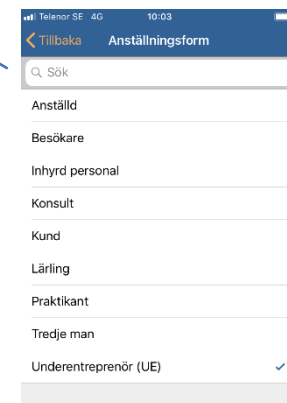 Telenor SE 4G 10:03
Tillbaka Anställningsform
Sök
Anställd
Besökare
Inhyrd personal
Konsult
Kund
Lärling
Praktikant
Tredje man
Underentreprenör (UE)